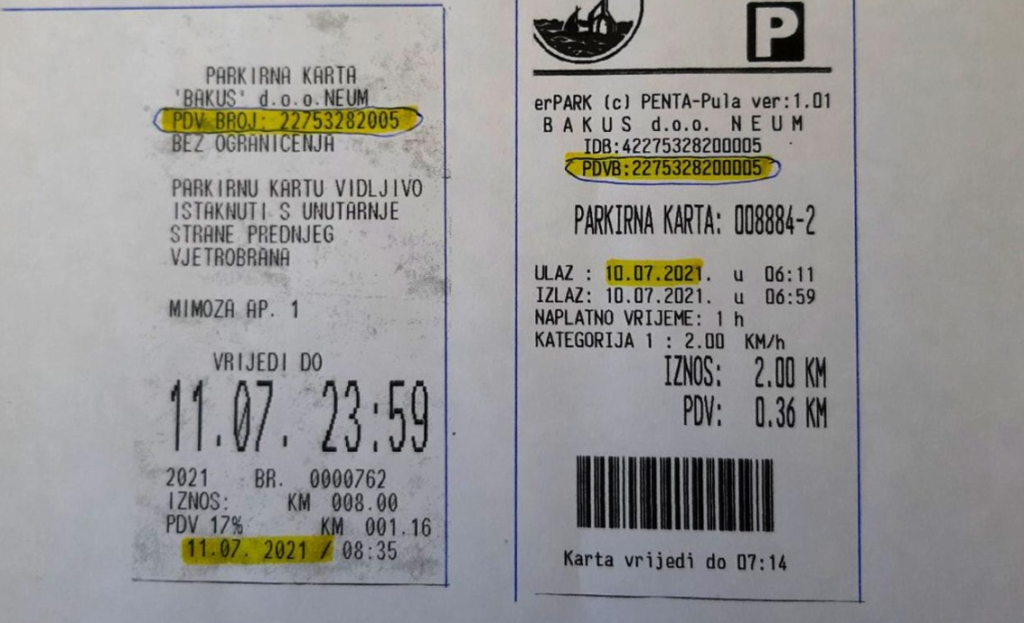 PARKIRNA KARTA
'BAKUS' d.o.o.NEUM
PDV BROJ: 22753282005
BEZ OGRANICENJA
PARKIRNU KARTU VIDLJIVO
ISTAKNUTI S UNUTARNJE
STRANE PREDNJEG
VJETROBRANA
MIMOZA AP. 1
VRIJEDI DO
11.07. 23:59
2021 BR. 0000762
IZNOS: KM 008.00
PDV 17% KM 001.16
11.07. 2021 / 08:35
P
erPARK (c) PENTA-Pula ver:1.01
BAKUS d.o.o. NEUM
IDB:42275328200005
PDVB:2275328200005
PARKIRNA KARTA: 008884-2
ULAZ : 10.07.2021. u 06:11
IZLAZ: 10.07.2021. u 06:59
NAPLATNO VRIJEME: 1 h
KATEGORIJA 1 : 2.00 KM/h
IZNOS: 2.00 KM
PDV: 0.36 KM
Karta vrijedi do 07:14